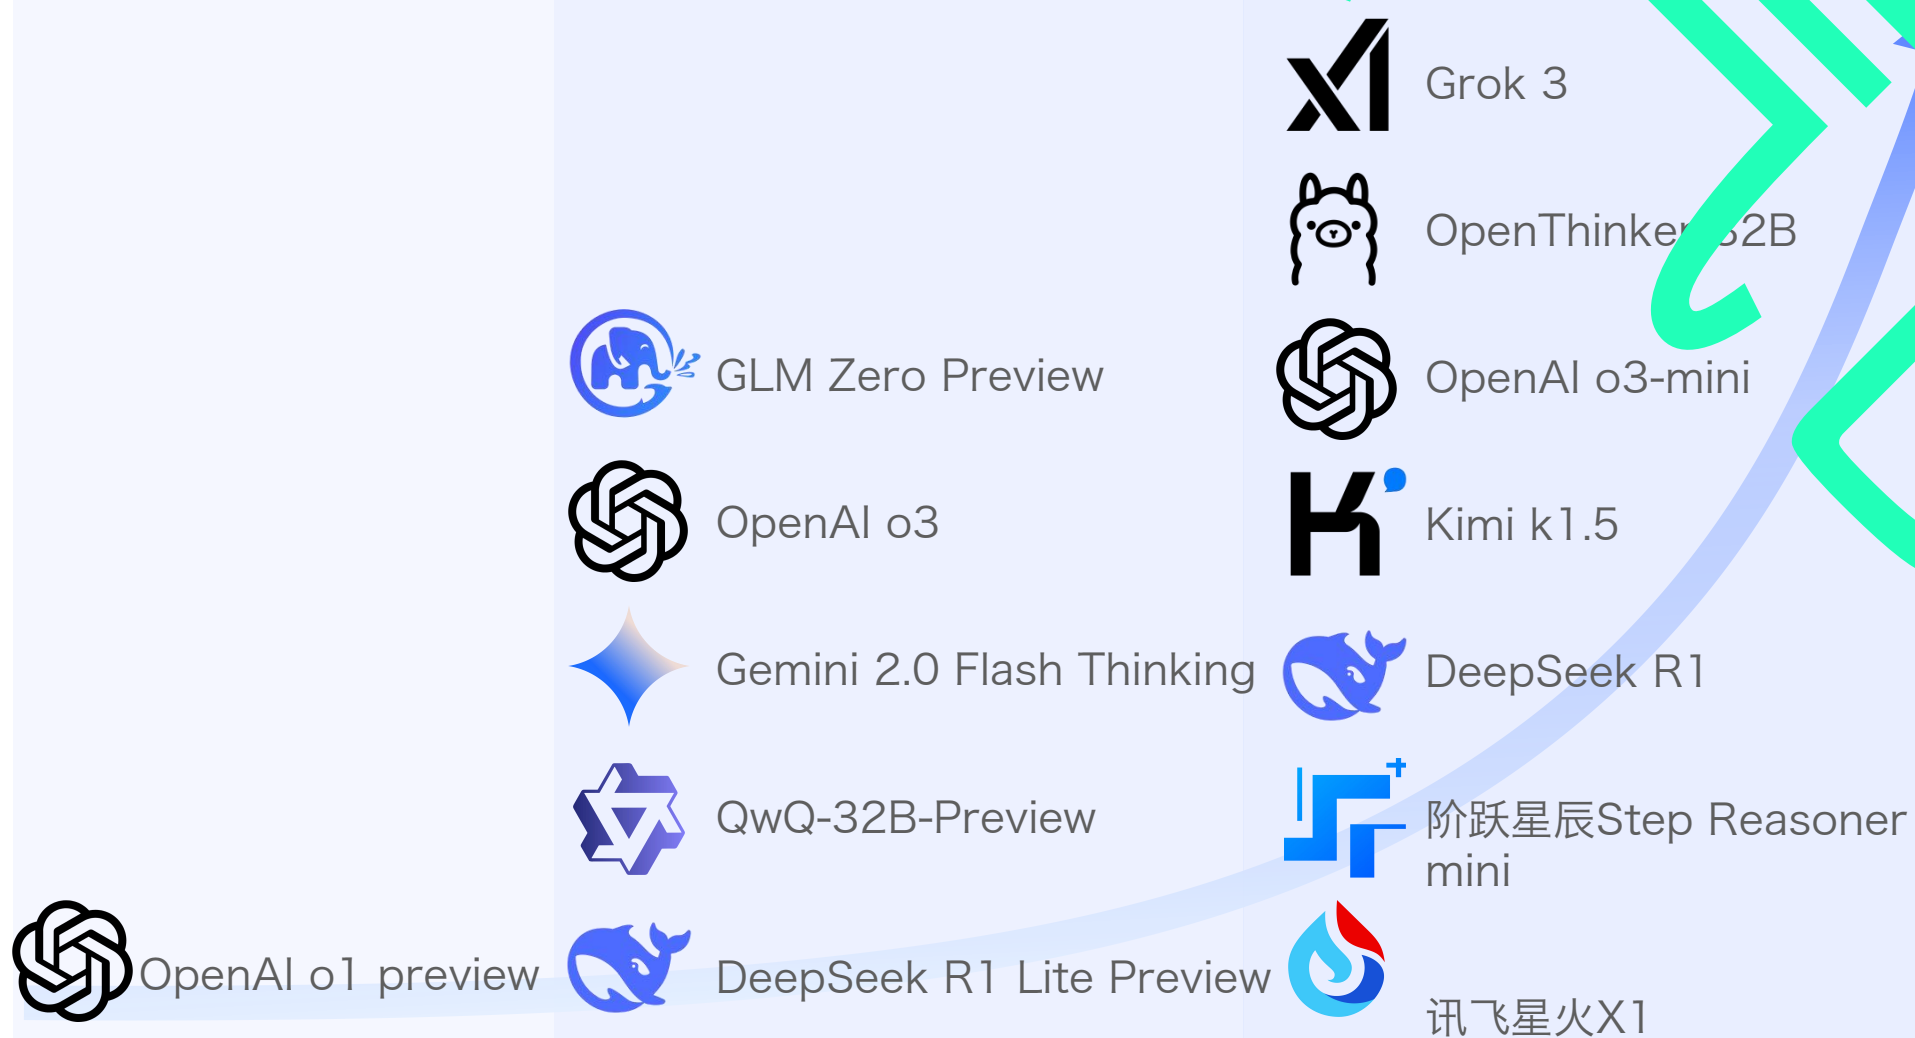 Grok 3
OpenThinker 32B
GLM Zero Preview
OpenAI o3-mini
OpenAI o3
Kimi k1.5
Gemini 2.0 Flash Thinking
DeepSeek R1
QwQ-32B-Preview
阶跃星辰Step Reasoner
mini
OpenAI o1 preview
DeepSeek R1 Lite Preview
讯飞星火X1